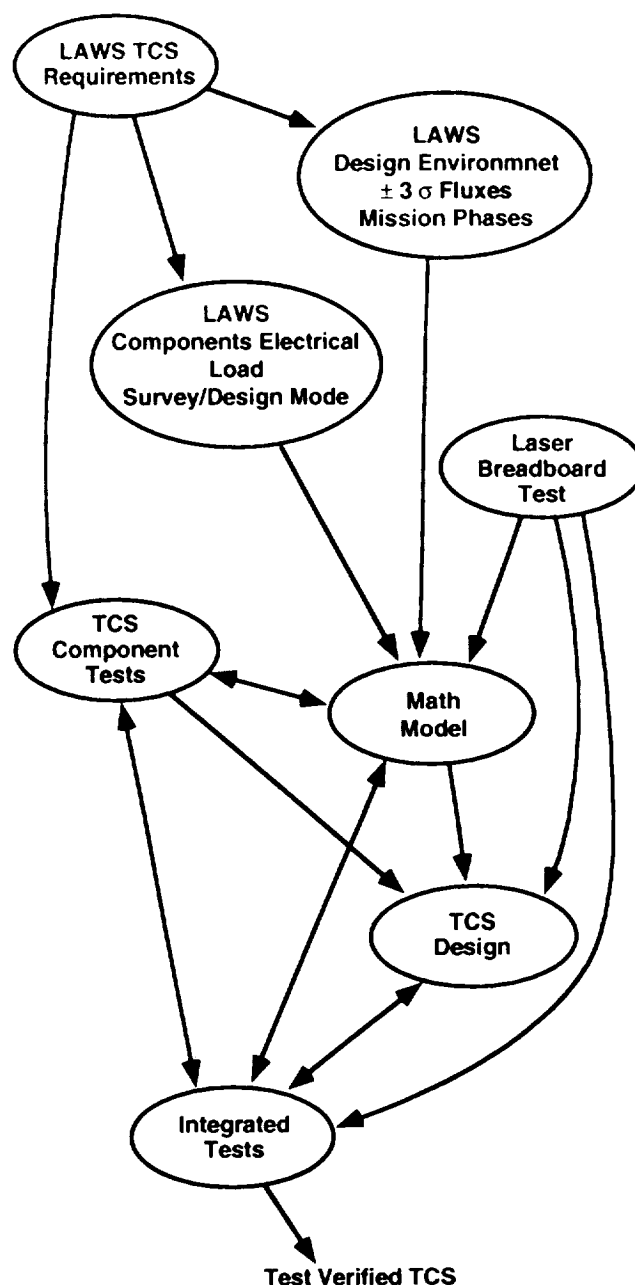 LAWS TCS
Requirements
LAWS
Design Environmnet
± 3 σ Fluxes
Mission Phases
LAWS
Components Electrical
Load
Survey/Design Mode
Laser
Breadboard
Test
TCS
Component
Tests
Math
Model
TCS
Design
Integrated
Tests
Test Verified TCS